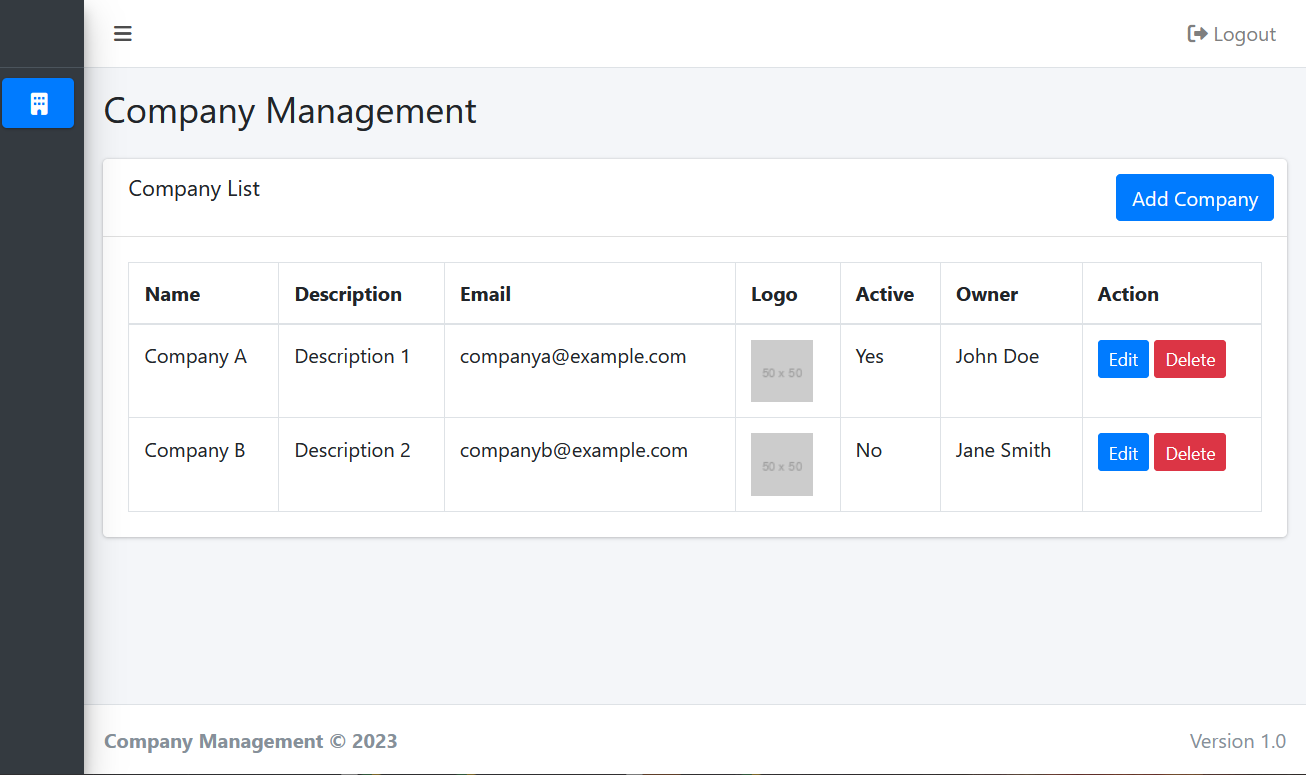 Logout
Company Management
Company List
Add Company
Name Description Email Logo Active Owner Action
Company A Description 1 companya@example.com 50 x 50 Yes John Doe Edit Delete
Company B Description 2 companyb@example.com 50 x 50 No Jane Smith Edit Delete
Company Management © 2023 Version 1.0